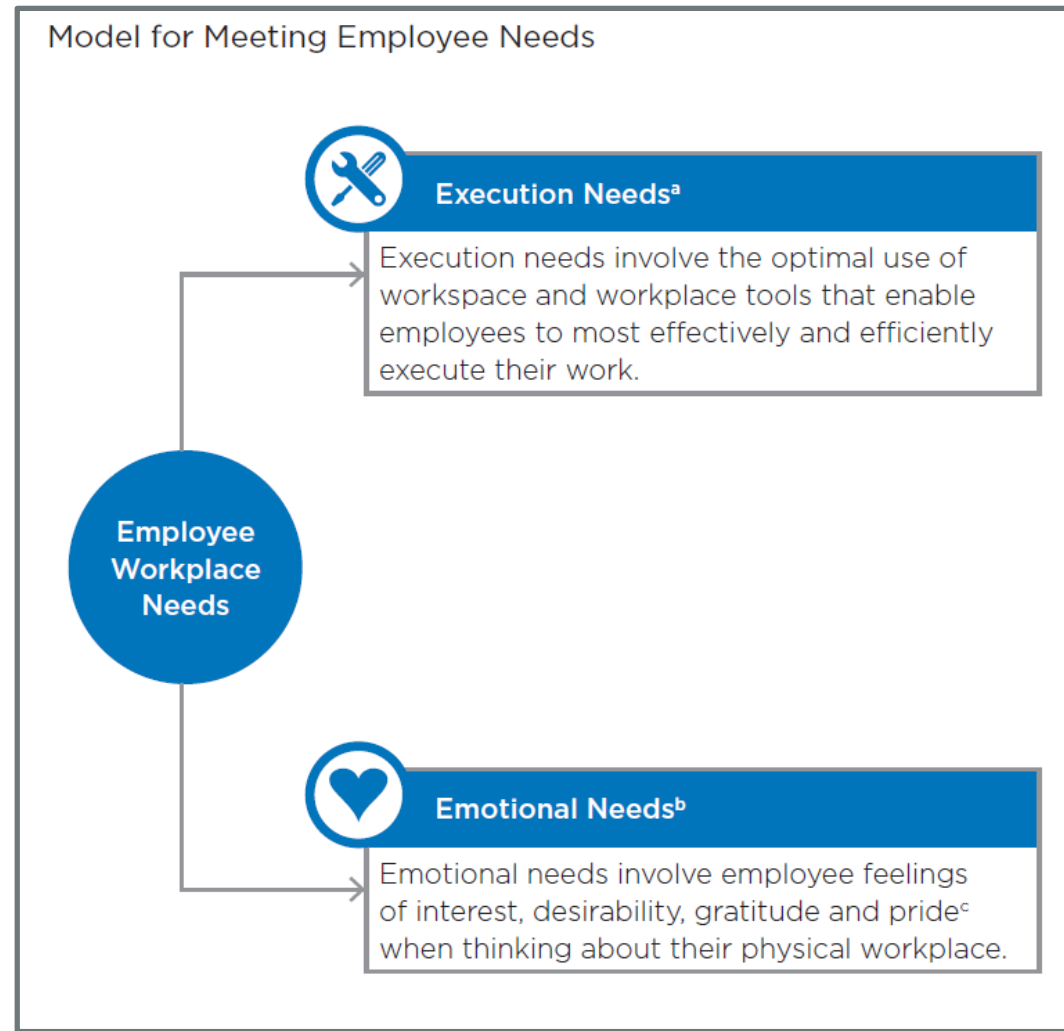 Model for Meeting Employee Needs
Execution Needsᵃ
Execution needs involve the optimal use of
workspace and workplace tools that enable
employees to most effectively and efficiently
execute their work.
Employee
Workplace
Needs
Emotional Needsᵇ
Emotional needs involve employee feelings
of interest, desirability, gratitude and prideᶜ
when thinking about their physical workplace.